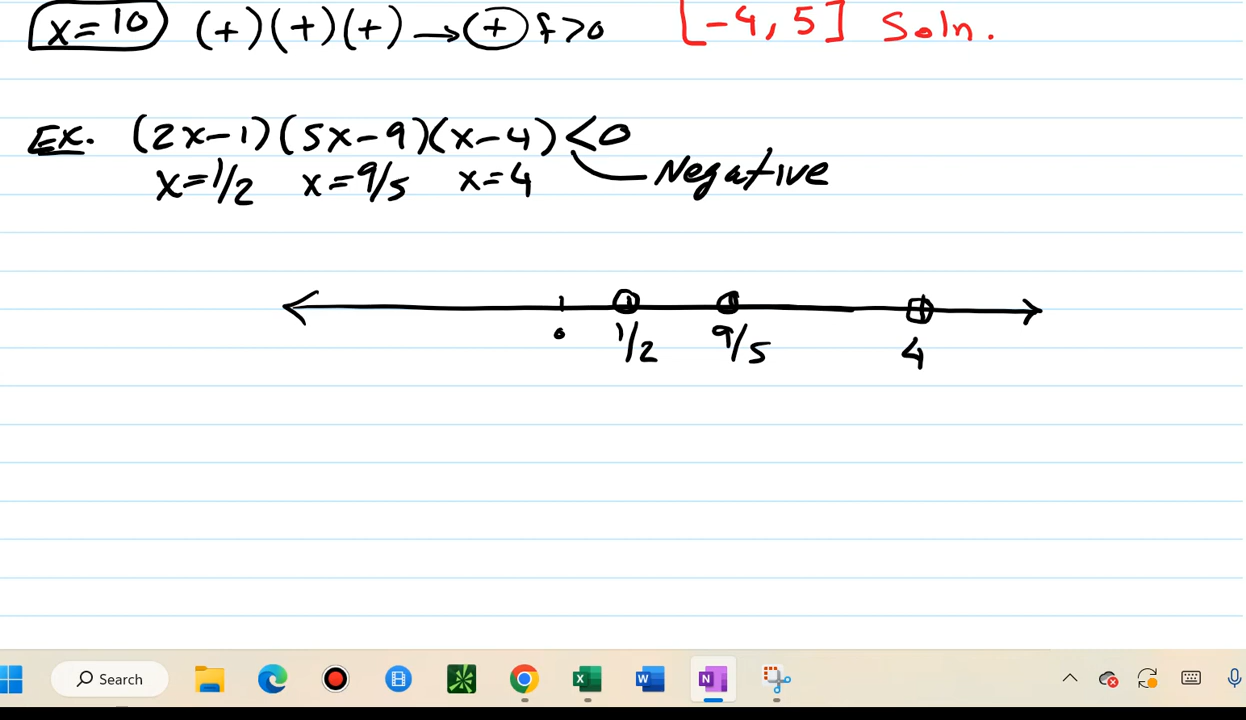 x=10 (+)(+)(+) → (+) f>0 [-4, 5] Soln.
Ex. (2x-1)(5x-9)(x-4)<0
x=1/2 x=9/5 x=4 Negative
0 1/2 9/5 4
Search